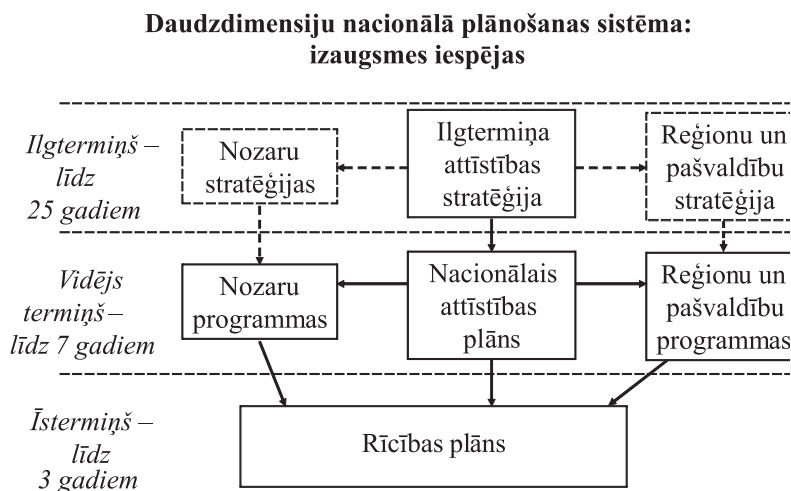 Daudzdimensiju nacionālā plānošanas sistēma:
izaugsmes iespējas
Ilgtermiņš –
līdz
25 gadiem
Nozaru
stratēģijas
Ilgtermiņa
attīstības
stratēģija
Reģionu un
pašvaldību
stratēģija
Vidējs
termiņš –
līdz 7 gadiem
Nozaru
programmas
Nacionālais
attīstības
plāns
Reģionu un
pašvaldību
programmas
Īstermiņš –
līdz
3 gadiem
Rīcības plāns